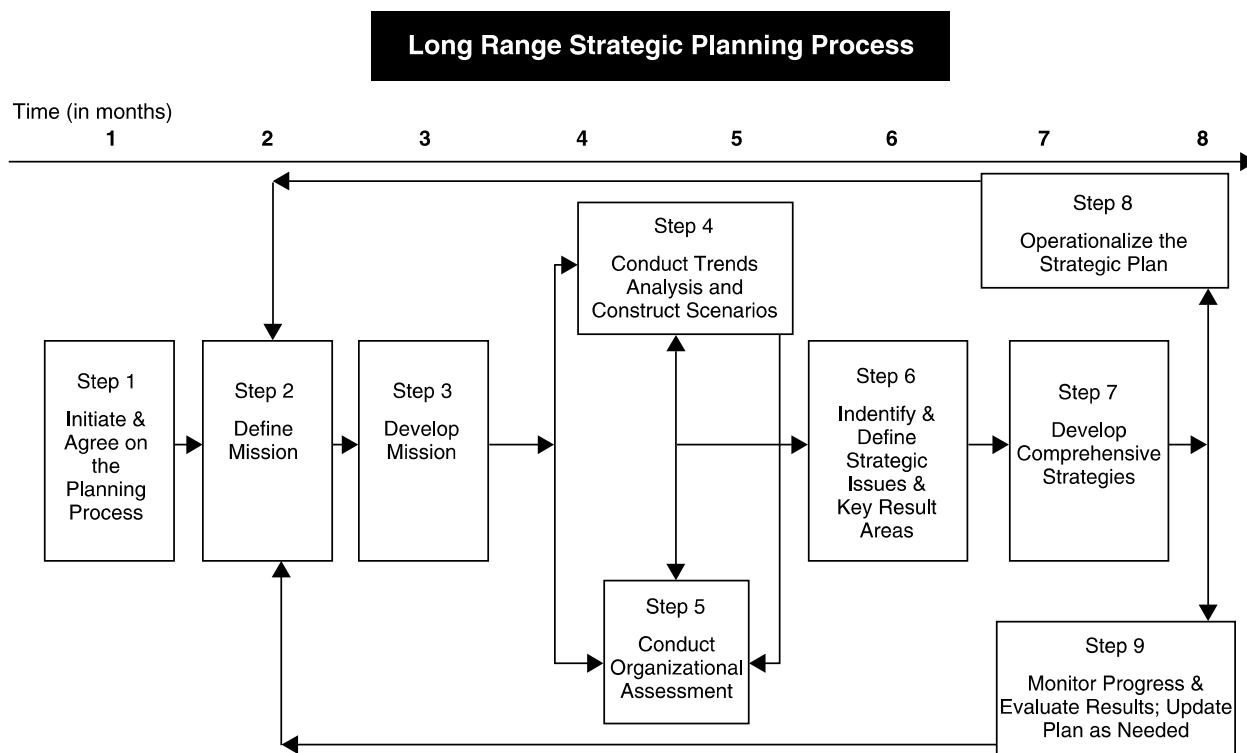 Long Range Strategic Planning Process
Time (in months)
1 2 3 4 5 6 7 8
Step 1
Initiate &
Agree on
the
Planning
Process
Step 2
Define
Mission
Step 3
Develop
Mission
Step 4
Conduct Trends
Analysis and
Construct Scenarios
Step 5
Conduct
Organizational
Assessment
Step 6
Indentify &
Define
Strategic
Issues &
Key Result
Areas
Step 7
Develop
Comprehensive
Strategies
Step 8
Operationalize the
Strategic Plan
Step 9
Monitor Progress &
Evaluate Results; Update
Plan as Needed